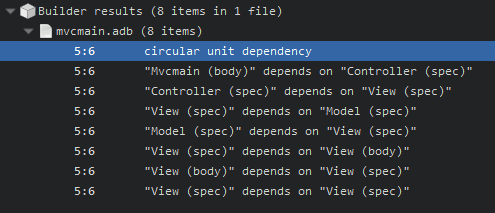 Builder results (8 items in 1 file)
mvcmain.adb (8 items)
5:6 circular unit dependency
5:6 "Mvcmain (body)" depends on "Controller (spec)"
5:6 "Controller (spec)" depends on "View (spec)"
5:6 "View (spec)" depends on "Model (spec)"
5:6 "Model (spec)" depends on "View (spec)"
5:6 "View (spec)" depends on "View (body)"
5:6 "View (body)" depends on "View (spec)"
5:6 "View (spec)" depends on "View (spec)"